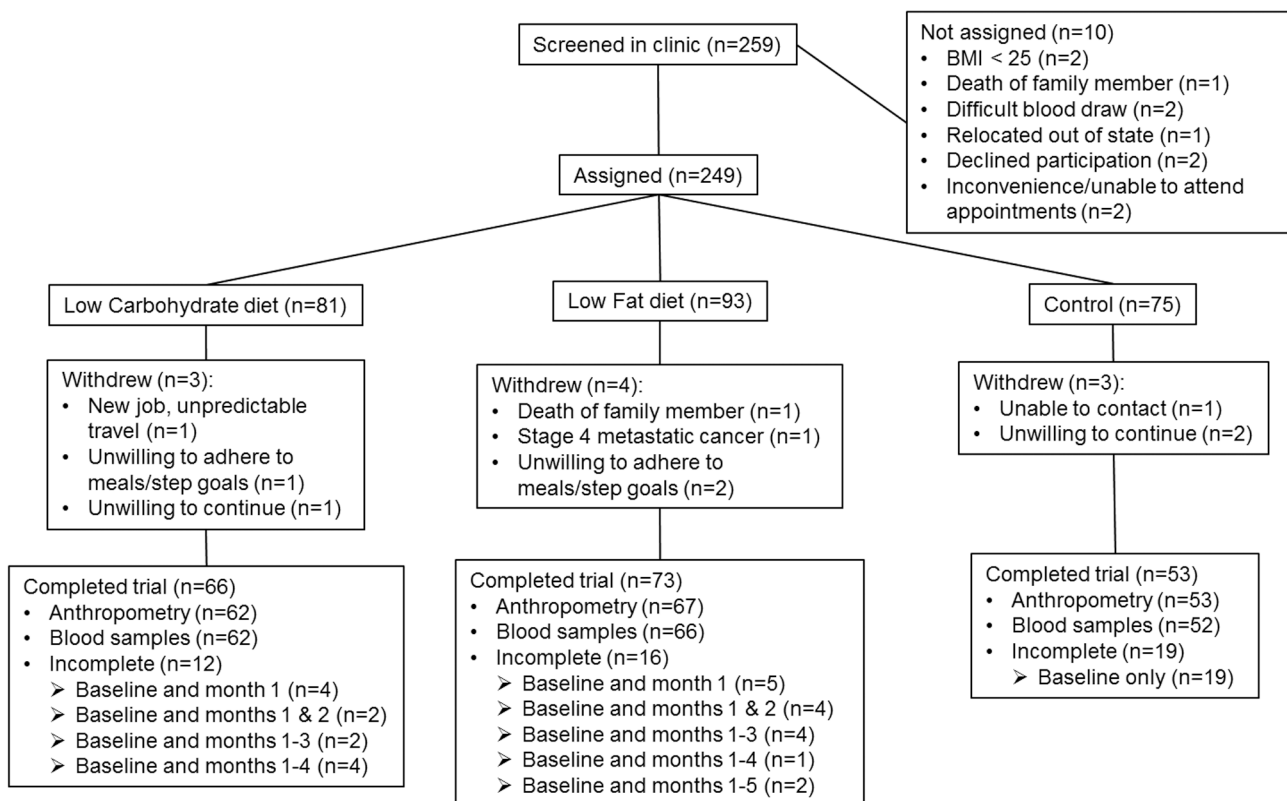 Screened in clinic (n=259)
Not assigned (n=10)
• BMI < 25 (n=2)
• Death of family member (n=1)
• Difficult blood draw (n=2)
• Relocated out of state (n=1)
• Declined participation (n=2)
• Inconvenience/unable to attend
appointments (n=2)
Assigned (n=249)
Low Carbohydrate diet (n=81)
Low Fat diet (n=93)
Control (n=75)
Withdrew (n=3):
• New job, unpredictable
travel (n=1)
• Unwilling to adhere to
meals/step goals (n=1)
• Unwilling to continue (n=1)
Withdrew (n=4):
• Death of family member (n=1)
• Stage 4 metastatic cancer (n=1)
• Unwilling to adhere to
meals/step goals (n=2)
Withdrew (n=3):
• Unable to contact (n=1)
• Unwilling to continue (n=2)
Completed trial (n=66)
• Anthropometry (n=62)
• Blood samples (n=62)
• Incomplete (n=12)
➢ Baseline and month 1 (n=4)
➢ Baseline and months 1 & 2 (n=2)
➢ Baseline and months 1-3 (n=2)
➢ Baseline and months 1-4 (n=4)
Completed trial (n=73)
• Anthropometry (n=67)
• Blood samples (n=66)
• Incomplete (n=16)
➢ Baseline and month 1 (n=5)
➢ Baseline and months 1 & 2 (n=4)
➢ Baseline and months 1-3 (n=4)
➢ Baseline and months 1-4 (n=1)
➢ Baseline and months 1-5 (n=2)
Completed trial (n=53)
• Anthropometry (n=53)
• Blood samples (n=52)
• Incomplete (n=19)
➢ Baseline only (n=19)